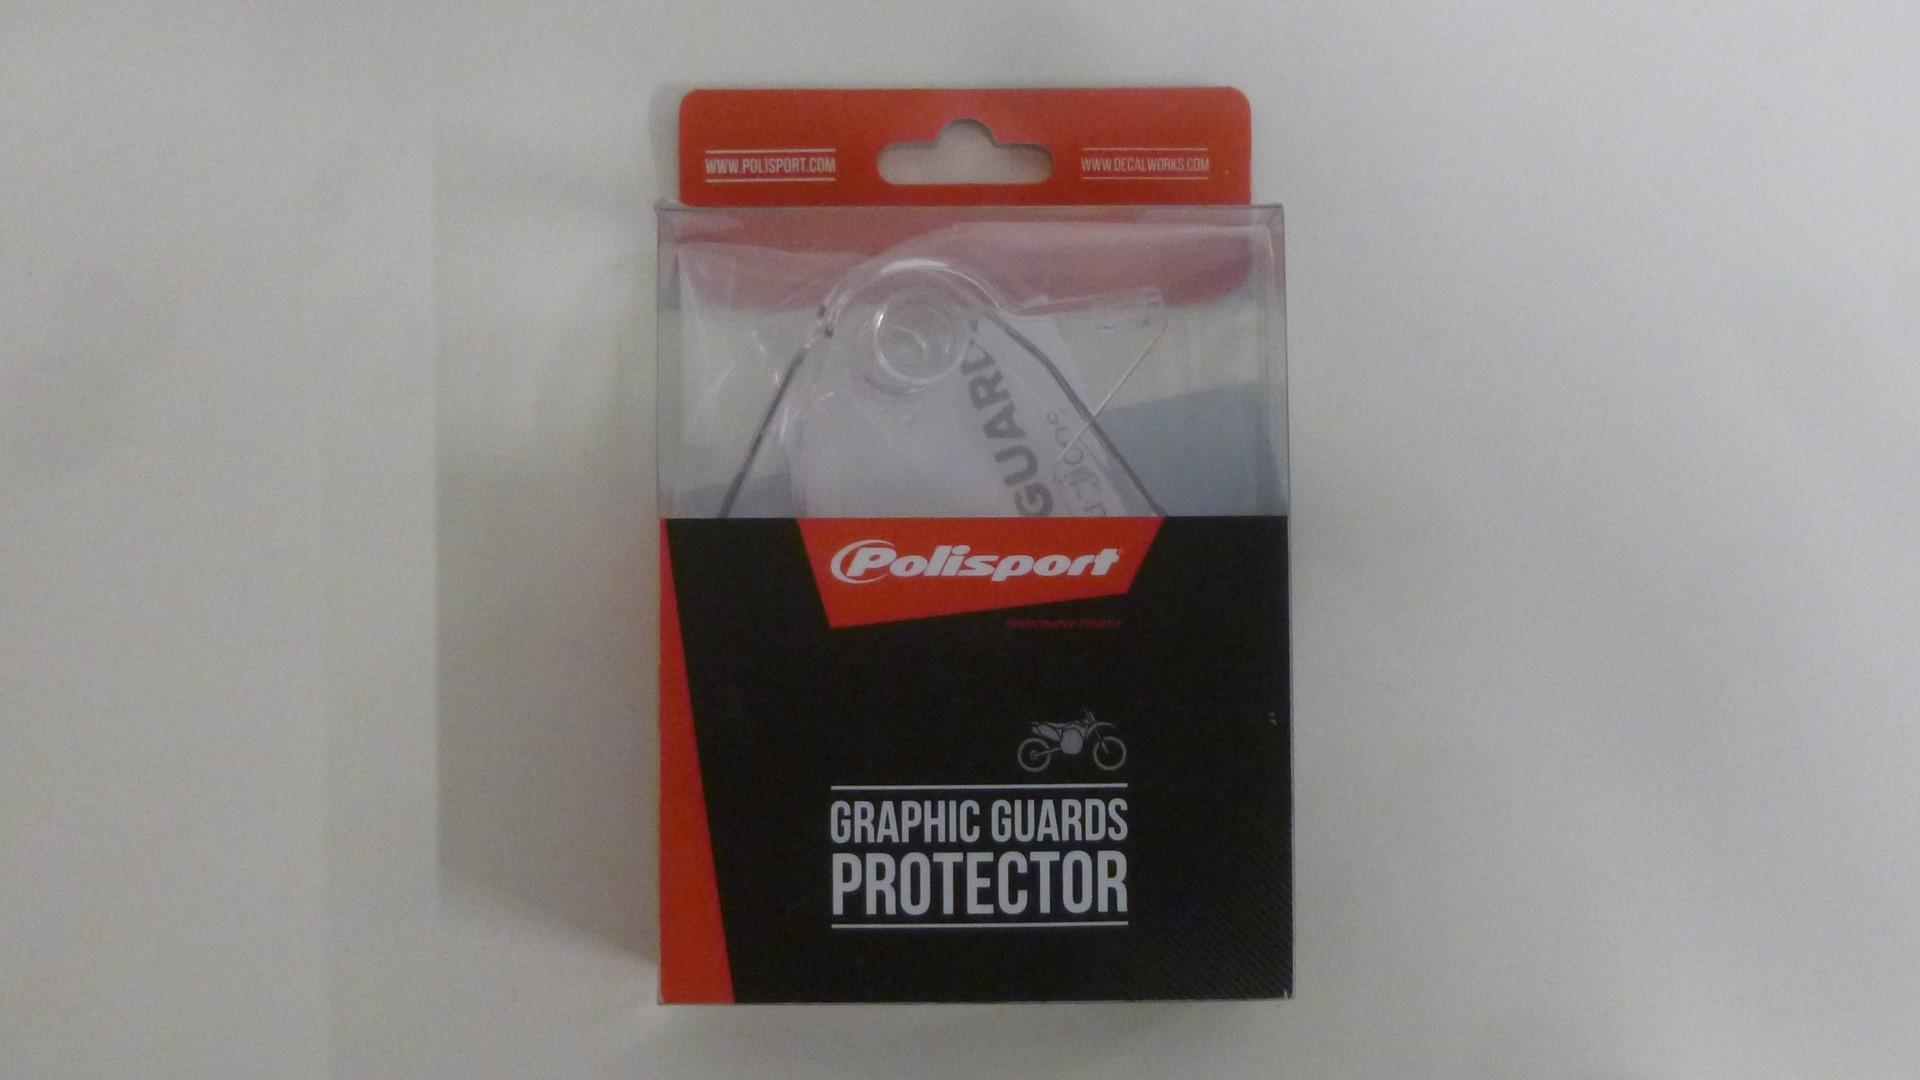 WWW.POLISPORT.COM
WWW.DECALWORKS.COM
GUARD
Polisport
Performance Plastics
GRAPHIC GUARDS
PROTECTOR